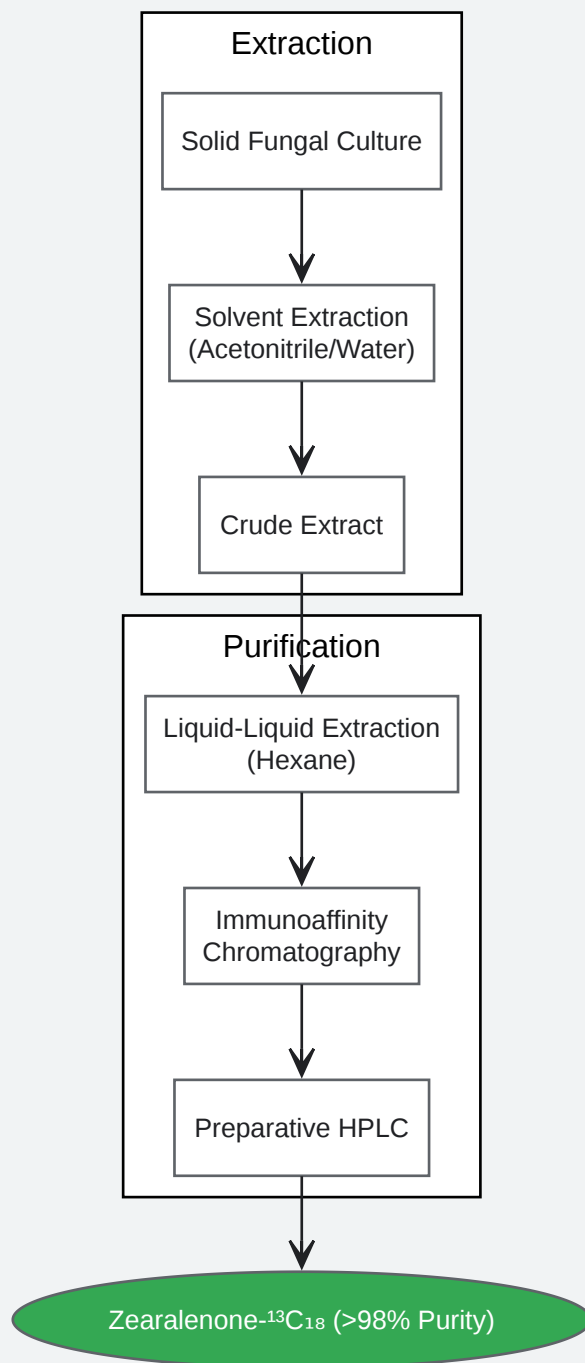 Extraction
Solid Fungal Culture
Solvent Extraction
(Acetonitrile/Water)
Crude Extract
Purification
Liquid-Liquid Extraction
(Hexane)
Immunoaffinity
Chromatography
Preparative HPLC
Zearalenone-¹³C₁₈ (>98% Purity)